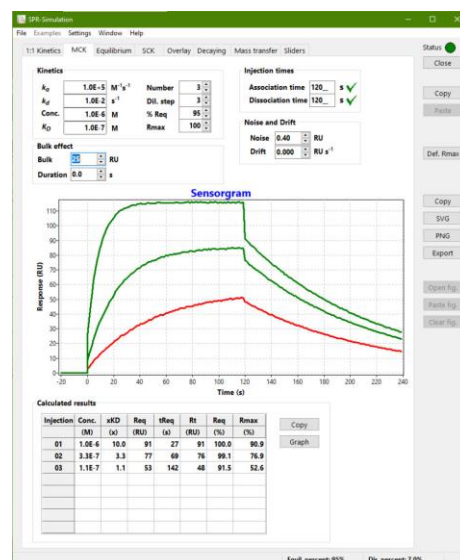 SPR-Simulation
File Examples Settings Window Help
1:1 Kinetics MCK Equilibrium SCK Overlay Decaying Mass transfer Sliders
Status
Close
Copy
Paste
Def. Rmax
Copy
SVG
PNG
Export
Open fig.
Paste fig.
Clear fig.
Kinetics
ka 1.0E+5 M⁻¹s⁻¹ Number 3
kd 1.0E-2 s⁻¹ Dil. step 3
Conc. 1.0E-6 M % Req 95
KD 1.0E-7 M Rmax 100
Injection times
Association time 120_ s
Dissociation time 120_ s
Noise and Drift
Noise 0.40 RU
Drift 0.000 RU s⁻¹
Bulk effect
Bulk RU
Duration 0.0 s
Sensorgram
Response (RU)
110
100
90
80
70
60
50
40
30
20
10
0
-20 0 20 40 60 80 100 120 140 160 180 200 220 240
Time (s)
Calculated results
Injection Conc. xKD Req tReq Rt Req Rmax
(M) (x) (RU) (s) (RU) (%) (%)
01 1.0E-6 10.0 91 27 91 100.0 90.9
02 3.3E-7 3.3 77 69 76 99.1 76.9
03 1.1E-7 1.1 53 142 48 91.5 52.6
Copy
Graph
Equil. percent: 95% Dis. percent: 7.0%